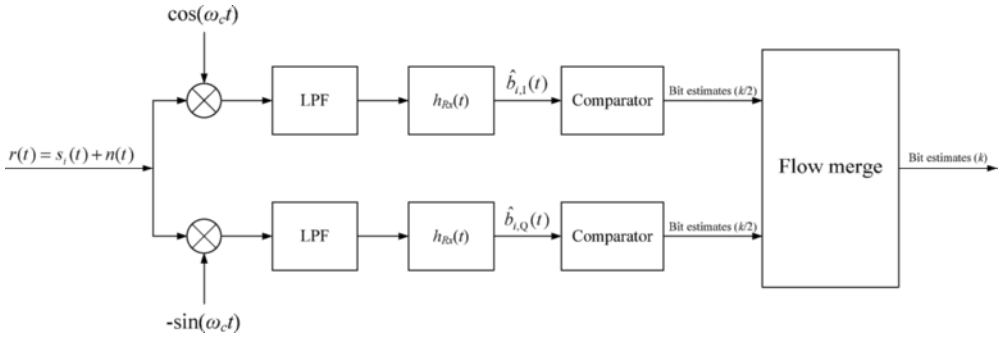 cos(ω_c t)
LPF
h_Rx(t)
b̂_i,1(t)
Comparator
Bit estimates (k/2)
r(t) = s_i(t) + n(t)
Flow merge
Bit estimates (k)
LPF
h_Rx(t)
b̂_i,Q(t)
Comparator
Bit estimates (k/2)
-sin(ω_c t)